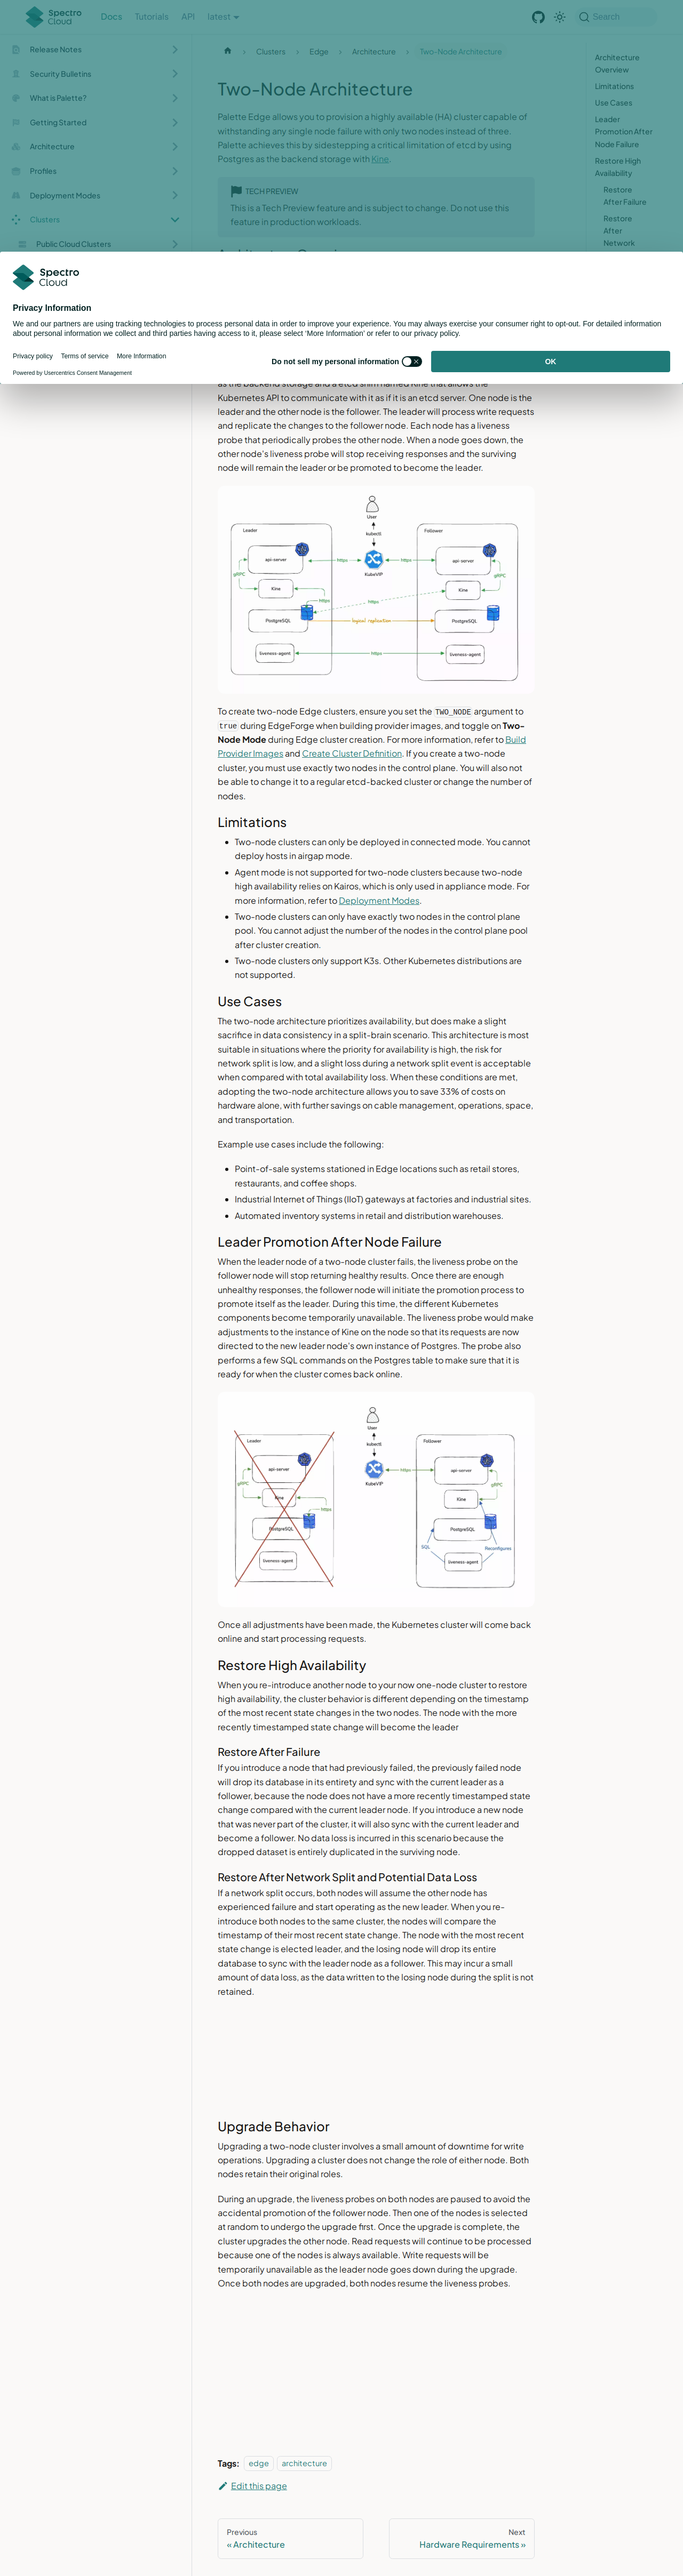 Spectro Cloud
Docs
Tutorials
API
latest
Search
Release Notes
Security Bulletins
What is Palette?
Getting Started
Architecture
Profiles
Deployment Modes
Clusters
Public Cloud Clusters
Clusters
Edge
Architecture
Two-Node Architecture
Two-Node Architecture
Palette Edge allows you to provision a highly available (HA) cluster capable of
withstanding any single node failure with only two nodes instead of three.
Palette achieves this by sidestepping a critical limitation of etcd by using
Postgres as the backend storage with Kine.
TECH PREVIEW
This is a Tech Preview feature and is subject to change. Do not use this
feature in production workloads.
Architecture
Overview
Limitations
Use Cases
Leader
Promotion After
Node Failure
Restore High
Availability
Restore
After Failure
Restore
After
Network
Spectro Cloud
Privacy Information
We and our partners are using tracking technologies to process personal data in order to improve your experience. You may always exercise your consumer right to opt-out. For detailed information
about personal information we collect and third parties having access to it, please select 'More Information' or refer to our privacy policy.
Privacy policy
Terms of service
More Information
Powered by Usercentrics Consent Management
Do not sell my personal information
OK
as the backend storage and a etcd shim named Kine that allows the
Kubernetes API to communicate with it as if it is an etcd server. One node is the
leader and the other node is the follower. The leader will process write requests
and replicate the changes to the follower node. Each node has a liveness
probe that periodically probes the other node. When a node goes down, the
other node's liveness probe will stop receiving responses and the surviving
node will remain the leader or be promoted to become the leader.
User
kubectl
KubeVIP
Leader
api-server
gRPC
Kine
https
PostgreSQL
liveness-agent
https
https
https
logical replication
https
Follower
api-server
gRPC
Kine
PostgreSQL
liveness-agent
To create two-node Edge clusters, ensure you set the TWO_NODE argument to
true during EdgeForge when building provider images, and toggle on Two-
Node Mode during Edge cluster creation. For more information, refer to Build
Provider Images and Create Cluster Definition. If you create a two-node
cluster, you must use exactly two nodes in the control plane. You will also not
be able to change it to a regular etcd-backed cluster or change the number of
nodes.
Limitations
Two-node clusters can only be deployed in connected mode. You cannot
deploy hosts in airgap mode.
Agent mode is not supported for two-node clusters because two-node
high availability relies on Kairos, which is only used in appliance mode. For
more information, refer to Deployment Modes.
Two-node clusters can only have exactly two nodes in the control plane
pool. You cannot adjust the number of the nodes in the control plane pool
after cluster creation.
Two-node clusters only support K3s. Other Kubernetes distributions are
not supported.
Use Cases
The two-node architecture prioritizes availability, but does make a slight
sacrifice in data consistency in a split-brain scenario. This architecture is most
suitable in situations where the priority for availability is high, the risk for
network split is low, and a slight loss during a network split event is acceptable
when compared with total availability loss. When these conditions are met,
adopting the two-node architecture allows you to save 33% of costs on
hardware alone, with further savings on cable management, operations, space,
and transportation.
Example use cases include the following:
Point-of-sale systems stationed in Edge locations such as retail stores,
restaurants, and coffee shops.
Industrial Internet of Things (IIoT) gateways at factories and industrial sites.
Automated inventory systems in retail and distribution warehouses.
Leader Promotion After Node Failure
When the leader node of a two-node cluster fails, the liveness probe on the
follower node will stop returning healthy results. Once there are enough
unhealthy responses, the follower node will initiate the promotion process to
promote itself as the leader. During this time, the different Kubernetes
components become temporarily unavailable. The liveness probe would make
adjustments to the instance of Kine on the node so that its requests are now
directed to the new leader node's own instance of Postgres. The probe also
performs a few SQL commands on the Postgres table to make sure that it is
ready for when the cluster comes back online.
User
kubectl
KubeVIP
Leader
api-server
gRPC
Kine
https
PostgreSQL
liveness-agent
https
Follower
api-server
gRPC
Kine
PostgreSQL
SQL
Reconfigures
liveness-agent
Once all adjustments have been made, the Kubernetes cluster will come back
online and start processing requests.
Restore High Availability
When you re-introduce another node to your now one-node cluster to restore
high availability, the cluster behavior is different depending on the timestamp
of the most recent state changes in the two nodes. The node with the more
recently timestamped state change will become the leader
Restore After Failure
If you introduce a node that had previously failed, the previously failed node
will drop its database in its entirety and sync with the current leader as a
follower, because the node does not have a more recently timestamped state
change compared with the current leader node. If you introduce a new node
that was never part of the cluster, it will also sync with the current leader and
become a follower. No data loss is incurred in this scenario because the
dropped dataset is entirely duplicated in the surviving node.
Restore After Network Split and Potential Data Loss
If a network split occurs, both nodes will assume the other node has
experienced failure and start operating as the new leader. When you re-
introduce both nodes to the same cluster, the nodes will compare the
timestamp of their most recent state change. The node with the most recent
state change is elected leader, and the losing node will drop its entire
database to sync with the leader node as a follower. This may incur a small
amount of data loss, as the data written to the losing node during the split is not
retained.
Upgrade Behavior
Upgrading a two-node cluster involves a small amount of downtime for write
operations. Upgrading a cluster does not change the role of either node. Both
nodes retain their original roles.
During an upgrade, the liveness probes on both nodes are paused to avoid the
accidental promotion of the follower node. Then one of the nodes is selected
at random to undergo the upgrade first. Once the upgrade is complete, the
cluster upgrades the other node. Read requests will continue to be processed
because one of the nodes is always available. Write requests will be
temporarily unavailable as the leader node goes down during the upgrade.
Once both nodes are upgraded, both nodes resume the liveness probes.
Tags: edge architecture
Edit this page
Previous
« Architecture
Next
Hardware Requirements »